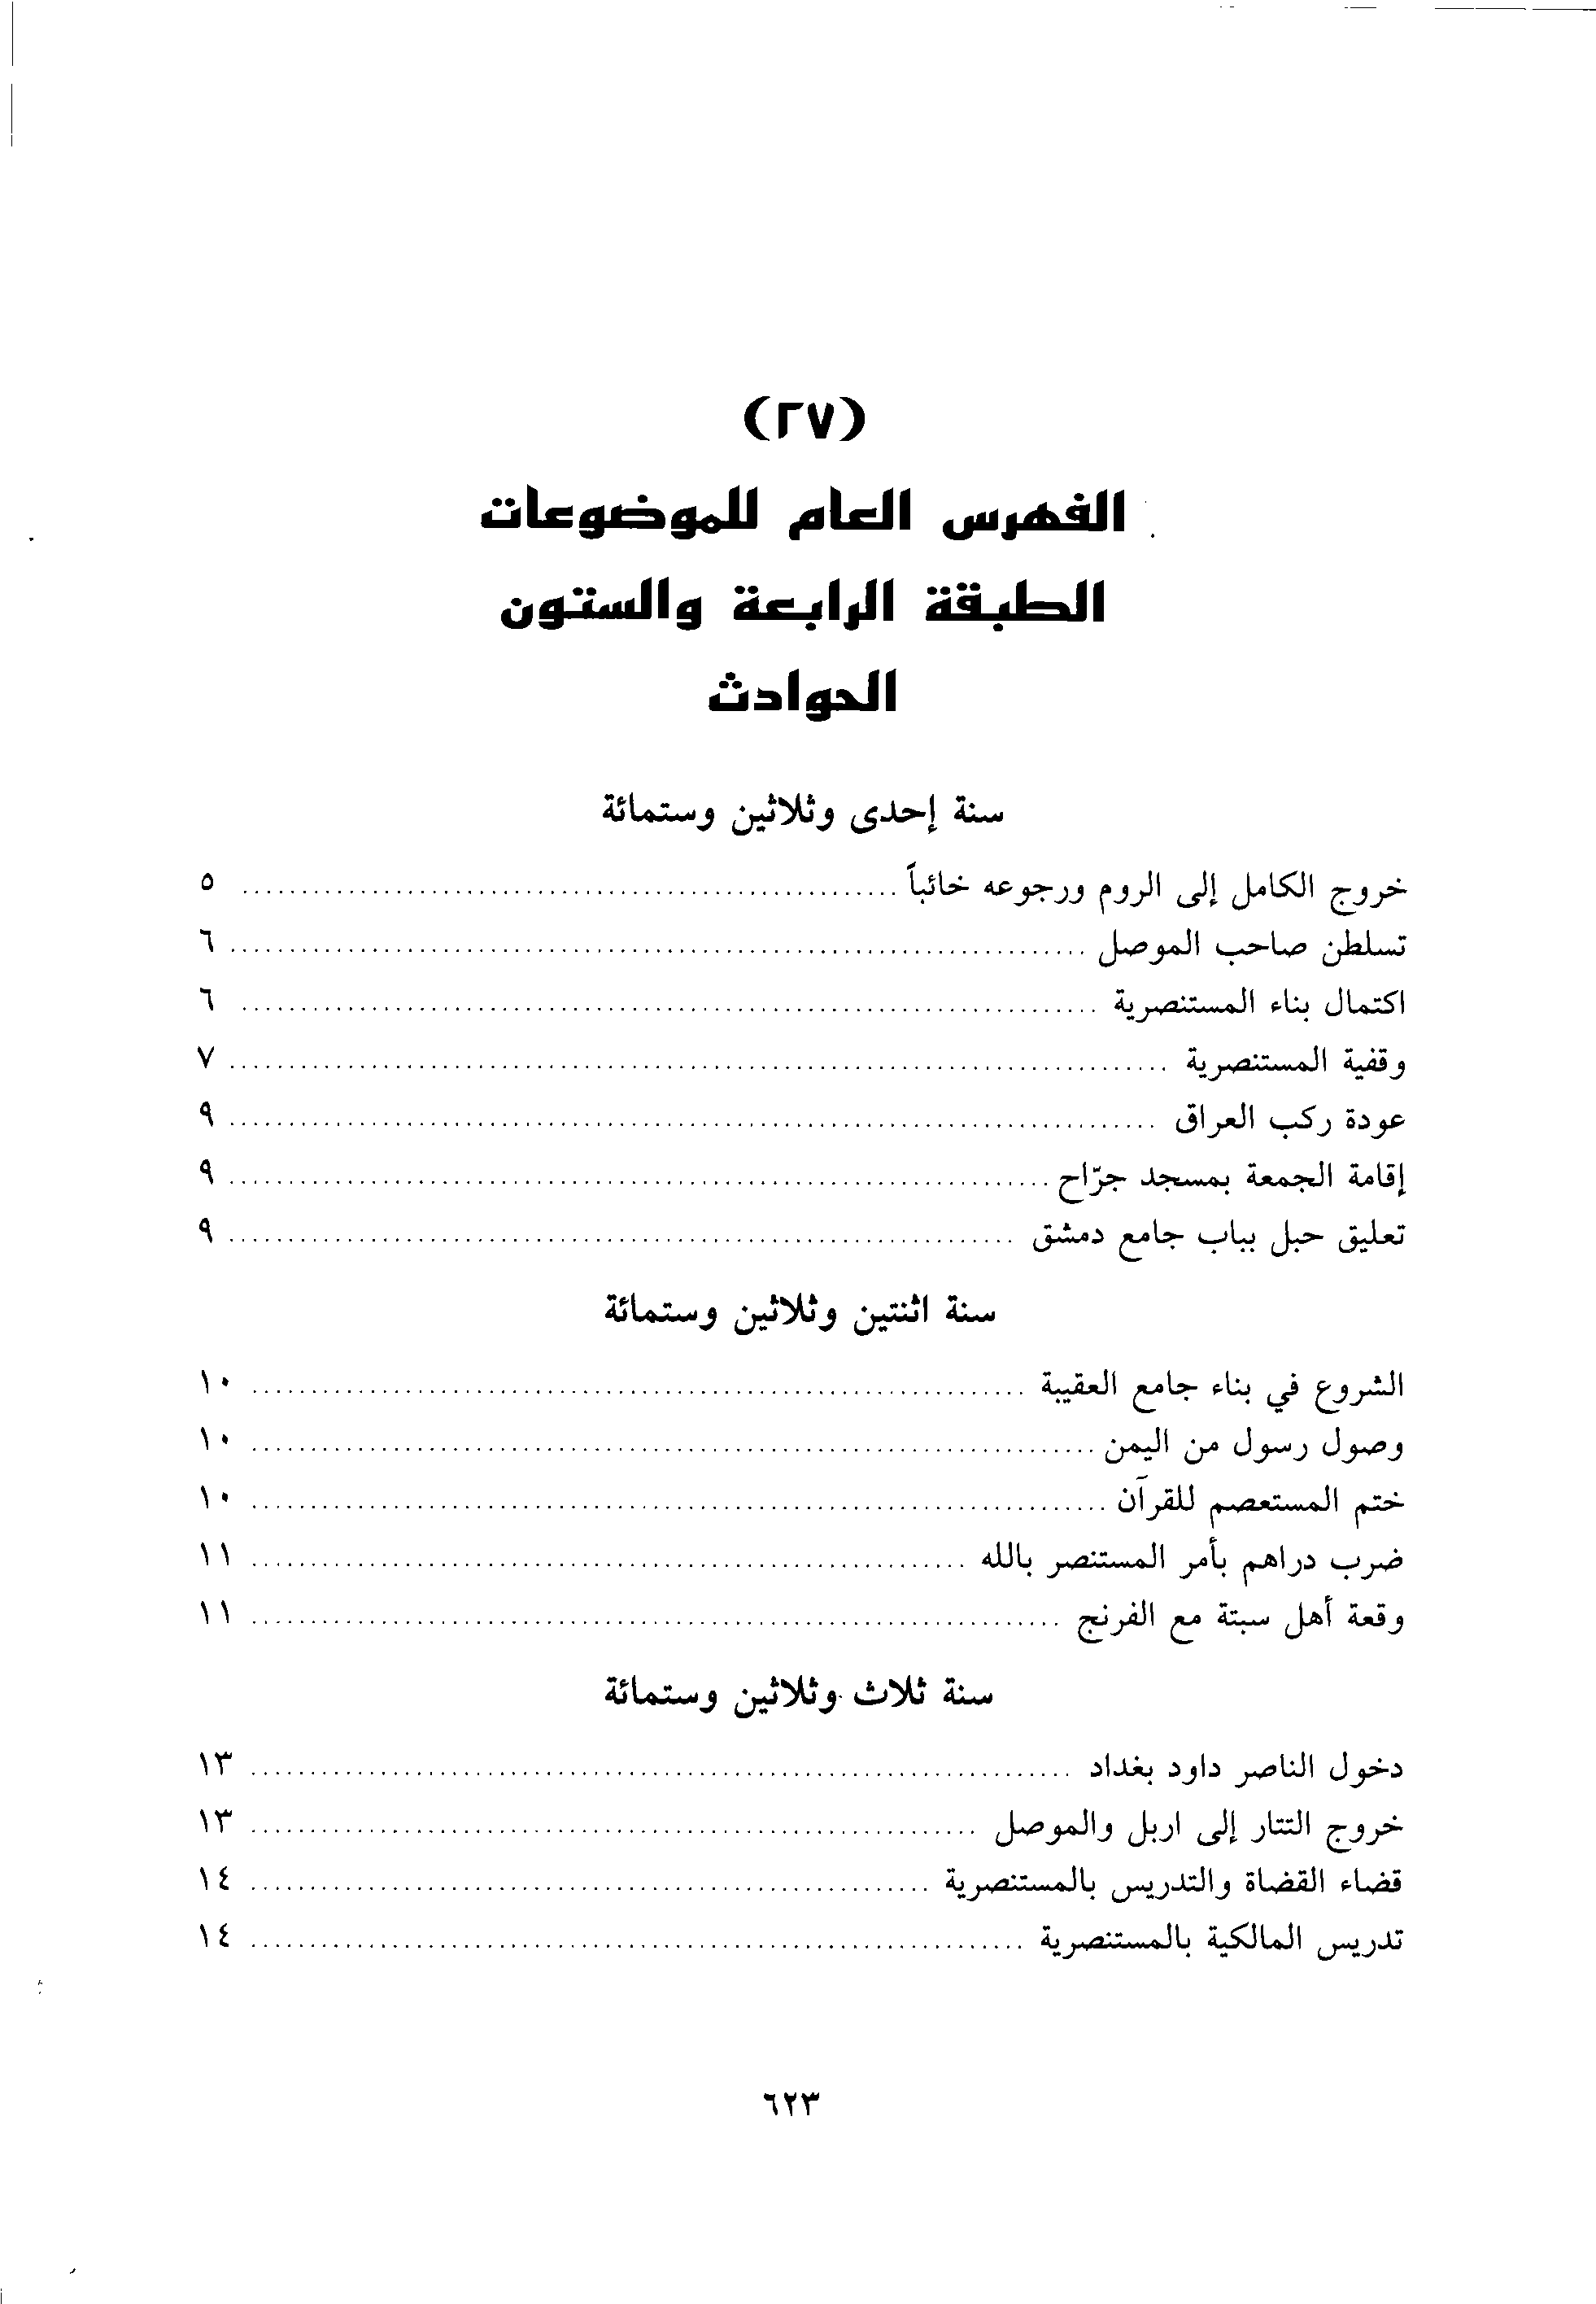 (٢٧)
الفهرس العام للموضوعات
الطبقة الرابعة والستون
الحوادث
سنة إحدى وثلاثين وستمائة
خروج الكامل إلى الروم ورجوعه خائباً ........ ٥
تسلطن صاحب الموصل ........ ٦
اكتمال بناء المستنصرية ........ ٦
وقفية المستنصرية ........ ٧
عودة ركب العراق ........ ٩
إقامة الجمعة بمسجد جرّاح ........ ٩
تعليق حبل بباب جامع دمشق ........ ٩
سنة اثنتين وثلاثين وستمائة
الشروع في بناء جامع العقيبة ........ ١٠
وصول رسول من اليمن ........ ١٠
ختم المستعصم للقرآن ........ ١٠
ضرب دراهم بأمر المستنصر بالله ........ ١١
وقعة أهل سبتة مع الفرنج ........ ١١
سنة ثلاث وثلاثين وستمائة
دخول الناصر داود بغداد ........ ١٣
خروج التتار إلى اربل والموصل ........ ١٣
قضاء القضاة والتدريس بالمستنصرية ........ ١٤
تدريس المالكية بالمستنصرية ........ ١٤
٦٢٣